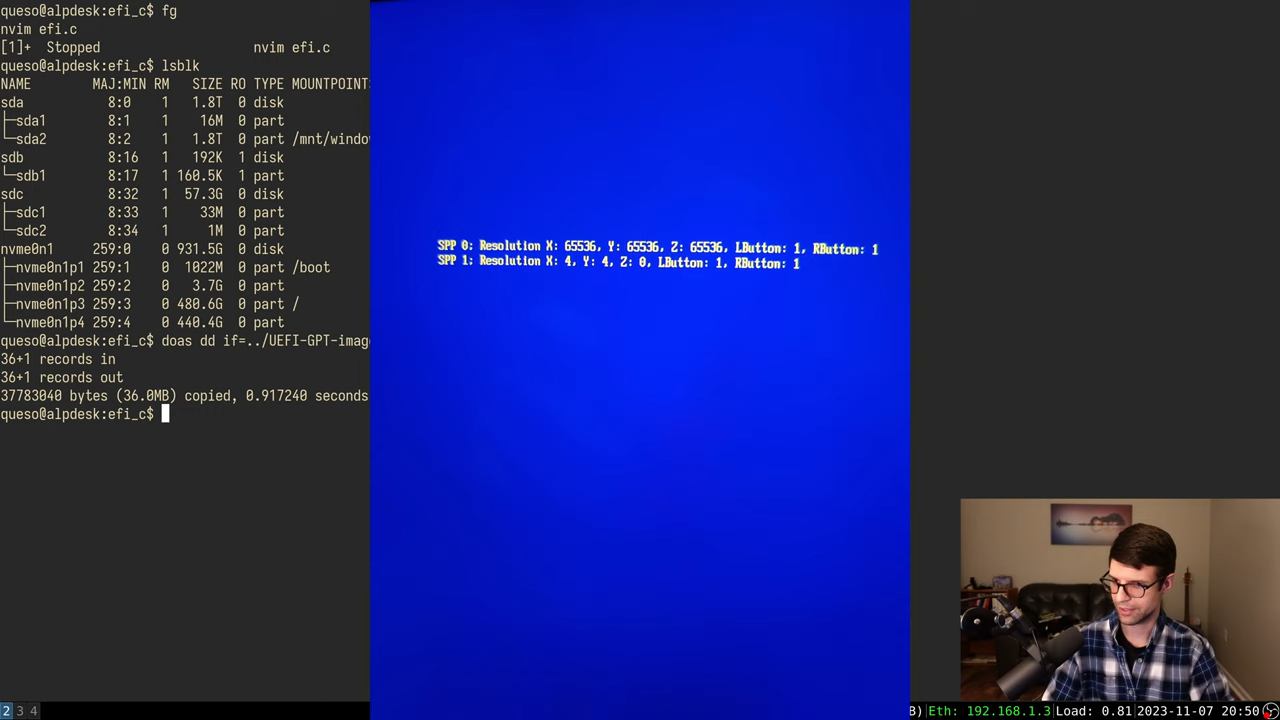 queso@alpdesk:efi_c$ fg
nvim efi.c
[1]+  Stopped                 nvim efi.c
queso@alpdesk:efi_c$ lsblk
NAME        MAJ:MIN RM   SIZE RO TYPE MOUNTPOINT
sda           8:0    1   1.8T  0 disk
├─sda1        8:1    1    16M  0 part
└─sda2        8:2    1   1.8T  0 part /mnt/windo
sdb           8:16   1   192K  1 disk
└─sdb1        8:17   1 160.5K  1 part
sdc           8:32   1  57.3G  0 disk
├─sdc1        8:33   1    33M  0 part
└─sdc2        8:34   1     1M  0 part
nvme0n1     259:0    0 931.5G  0 disk
├─nvme0n1p1 259:1    0  1022M  0 part /boot
├─nvme0n1p2 259:2    0   3.7G  0 part
├─nvme0n1p3 259:3    0 480.6G  0 part /
└─nvme0n1p4 259:4    0 440.4G  0 part
queso@alpdesk:efi_c$ doas dd if=../UEFI-GPT-imag
36+1 records in
36+1 records out
37783040 bytes (36.0MB) copied, 0.917240 seconds
queso@alpdesk:efi_c$
SPP 0: Resolution X: 65536, Y: 65536, Z: 65536, LButton: 1, RButton: 1
SPP 1: Resolution X: 4, Y: 4, Z: 0, LButton: 1, RButton: 1
2 3 4
B) Eth: 192.168.1.3 Load: 0.81 2023-11-07 20:50